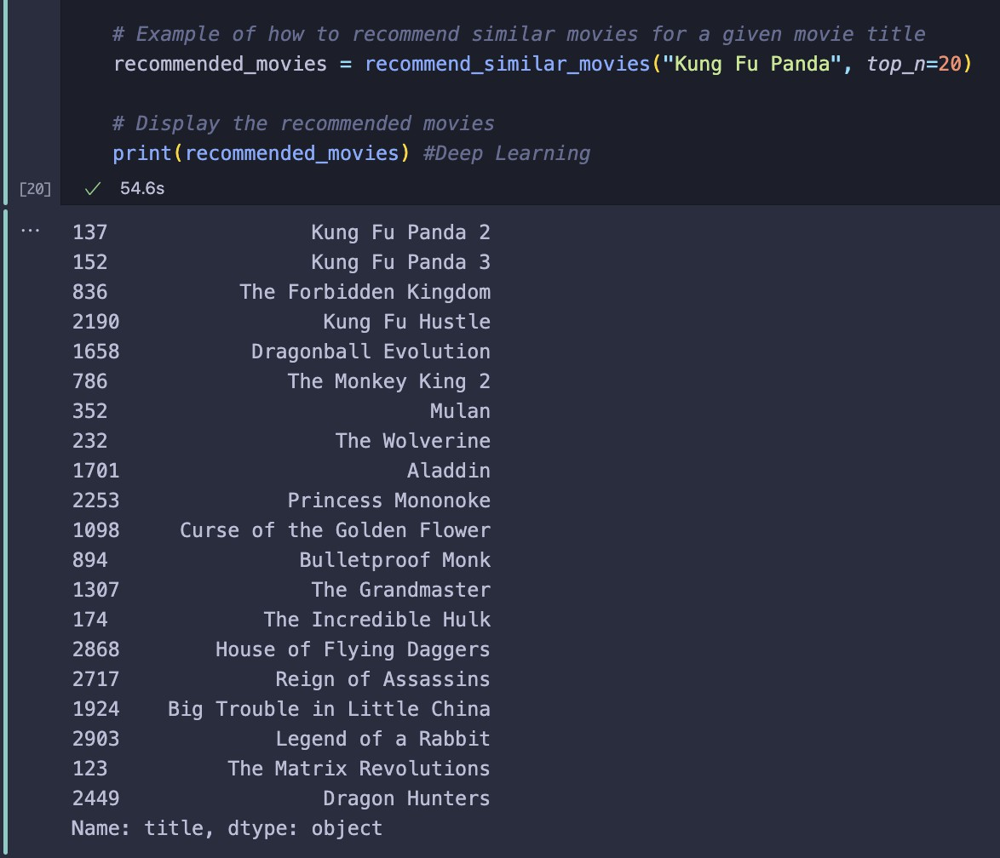 # Example of how to recommend similar movies for a given movie title
recommended_movies = recommend_similar_movies("Kung Fu Panda", top_n=20)
# Display the recommended movies
print(recommended_movies) #Deep Learning
[20] ✓ 54.6s
...
137 Kung Fu Panda 2
152 Kung Fu Panda 3
836 The Forbidden Kingdom
2190 Kung Fu Hustle
1658 Dragonball Evolution
786 The Monkey King 2
352 Mulan
232 The Wolverine
1701 Aladdin
2253 Princess Mononoke
1098 Curse of the Golden Flower
894 Bulletproof Monk
1307 The Grandmaster
174 The Incredible Hulk
2868 House of Flying Daggers
2717 Reign of Assassins
1924 Big Trouble in Little China
2903 Legend of a Rabbit
123 The Matrix Revolutions
2449 Dragon Hunters
Name: title, dtype: object